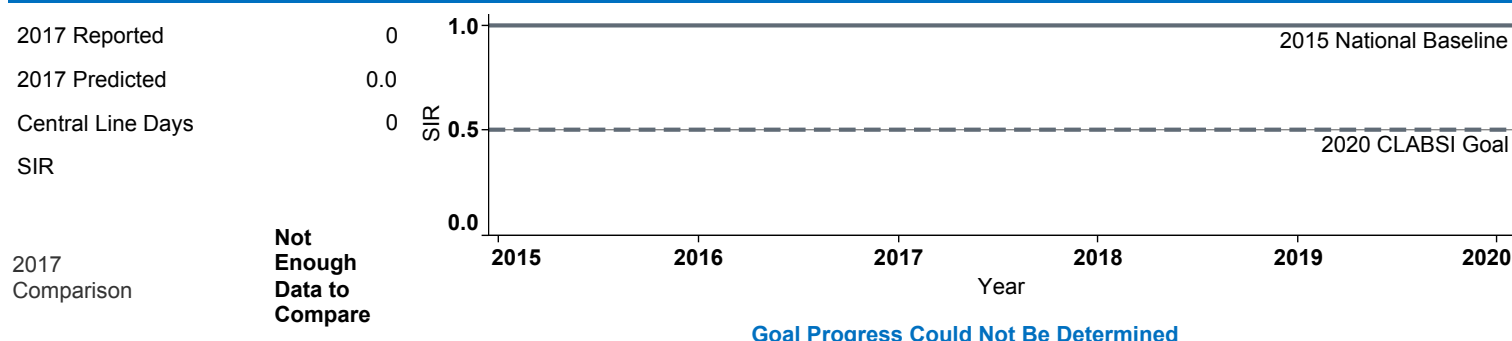 2017 Reported 0
2017 Predicted 0.0
Central Line Days 0
SIR
2017
Comparison
Not
Enough
Data to
Compare
1.0
0.5
0.0
SIR
2015 National Baseline
2020 CLABSI Goal
2015 2016 2017 2018 2019 2020
Year
Goal Progress Could Not Be Determined